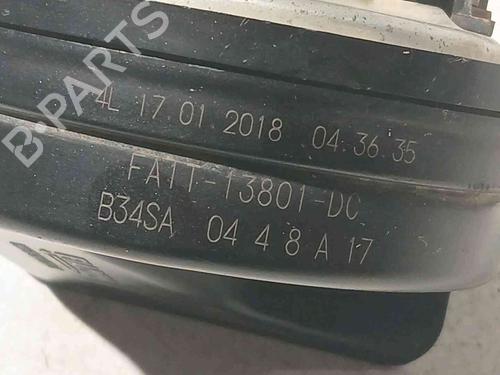 B-PARTS
4L 17.01.2018 04:36:35
FA1T-13801-DC
B34SA 04 4 8 A 17